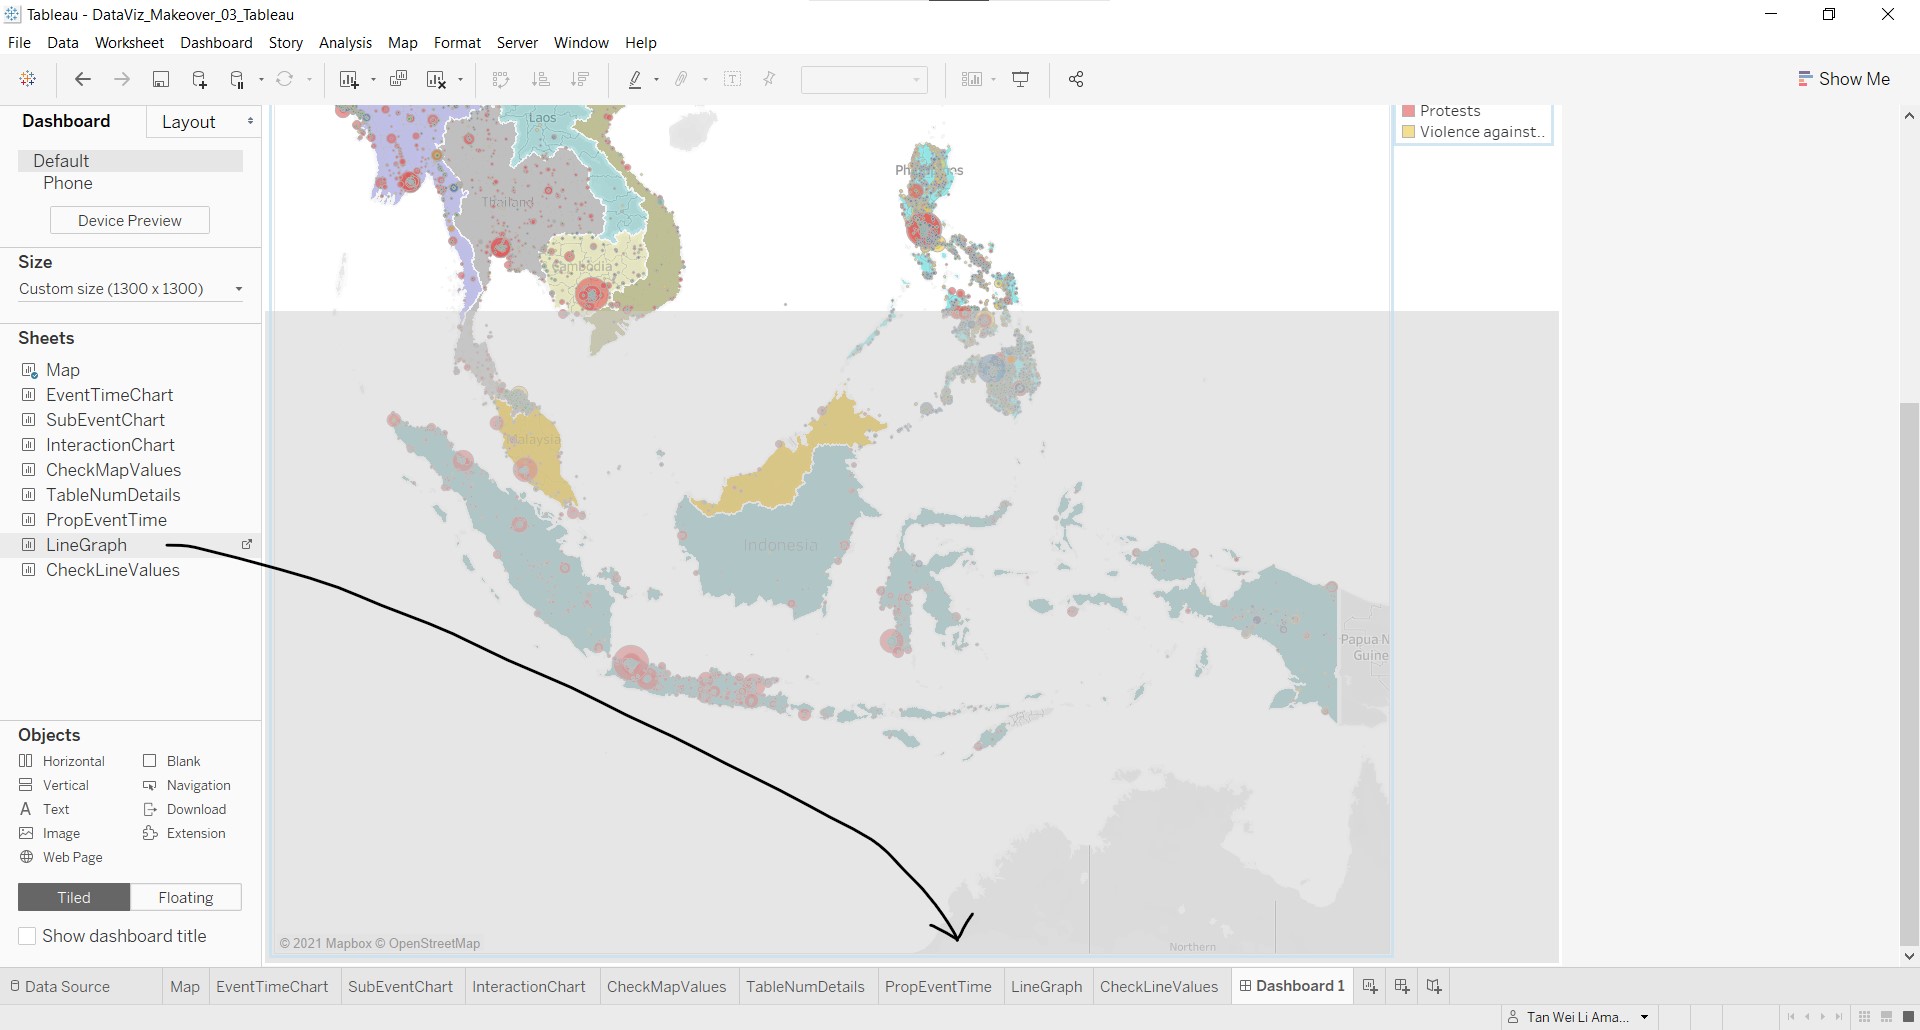 Tableau - DataViz_Makeover_03_Tableau
File Data Worksheet Dashboard Story Analysis Map Format Server Window Help
Show Me
Dashboard Layout
Default
Phone
Device Preview
Size
Custom size (1300 x 1300)
Sheets
Map
EventTimeChart
SubEventChart
InteractionChart
CheckMapValues
TableNumDetails
PropEventTime
LineGraph
CheckLineValues
Objects
Horizontal Blank
Vertical Navigation
Text Download
Image Extension
Web Page
Tiled Floating
Show dashboard title
Protests
Violence against..
Laos
Thailand
Cambodia
Malaysia
Indonesia
Papua N
Guine
Northern
© 2021 Mapbox © OpenStreetMap
Data Source Map EventTimeChart SubEventChart InteractionChart CheckMapValues TableNumDetails PropEventTime LineGraph CheckLineValues Dashboard 1
Tan Wei Li Ama...